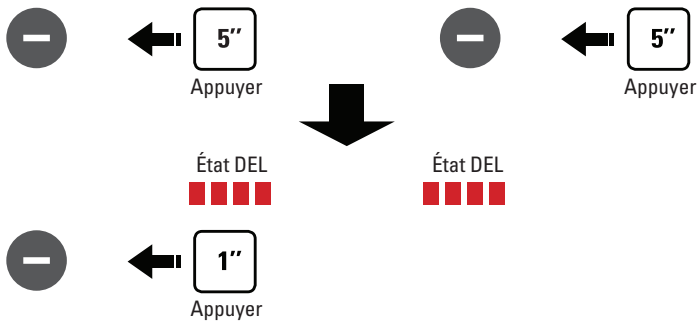 5″ 5″
Appuyer Appuyer
État DEL État DEL
1″
Appuyer